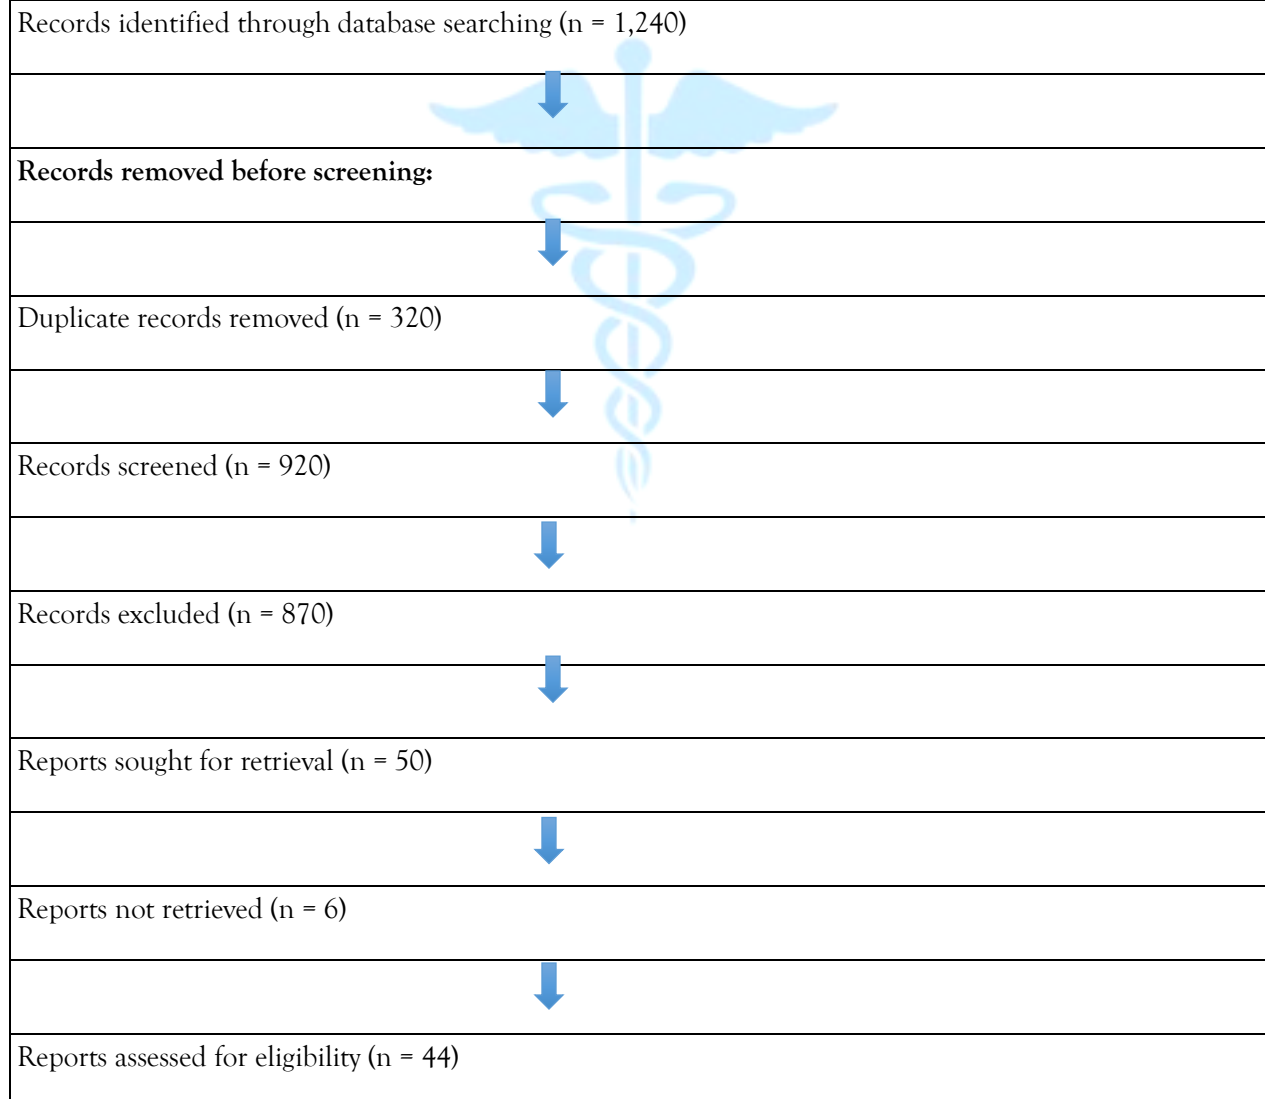 Records identified through database searching (n = 1,240)
Records removed before screening:
Duplicate records removed (n = 320)
Records screened (n = 920)
Records excluded (n = 870)
Reports sought for retrieval (n = 50)
Reports not retrieved (n = 6)
Reports assessed for eligibility (n = 44)